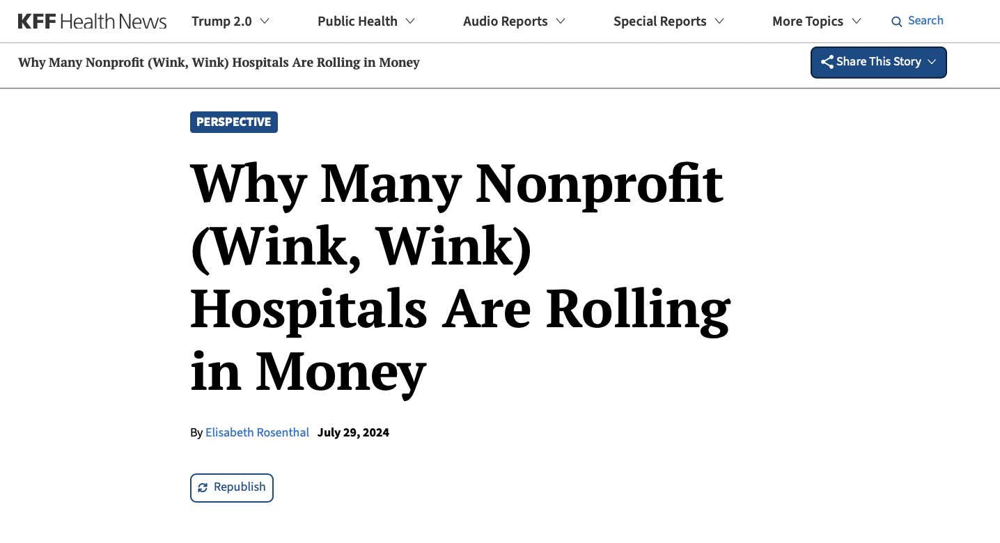 KFF Health News Trump 2.0 Public Health Audio Reports Special Reports More Topics Search
Why Many Nonprofit (Wink, Wink) Hospitals Are Rolling in Money Share This Story
PERSPECTIVE
Why Many Nonprofit
(Wink, Wink)
Hospitals Are Rolling
in Money
By Elisabeth Rosenthal July 29, 2024
Republish